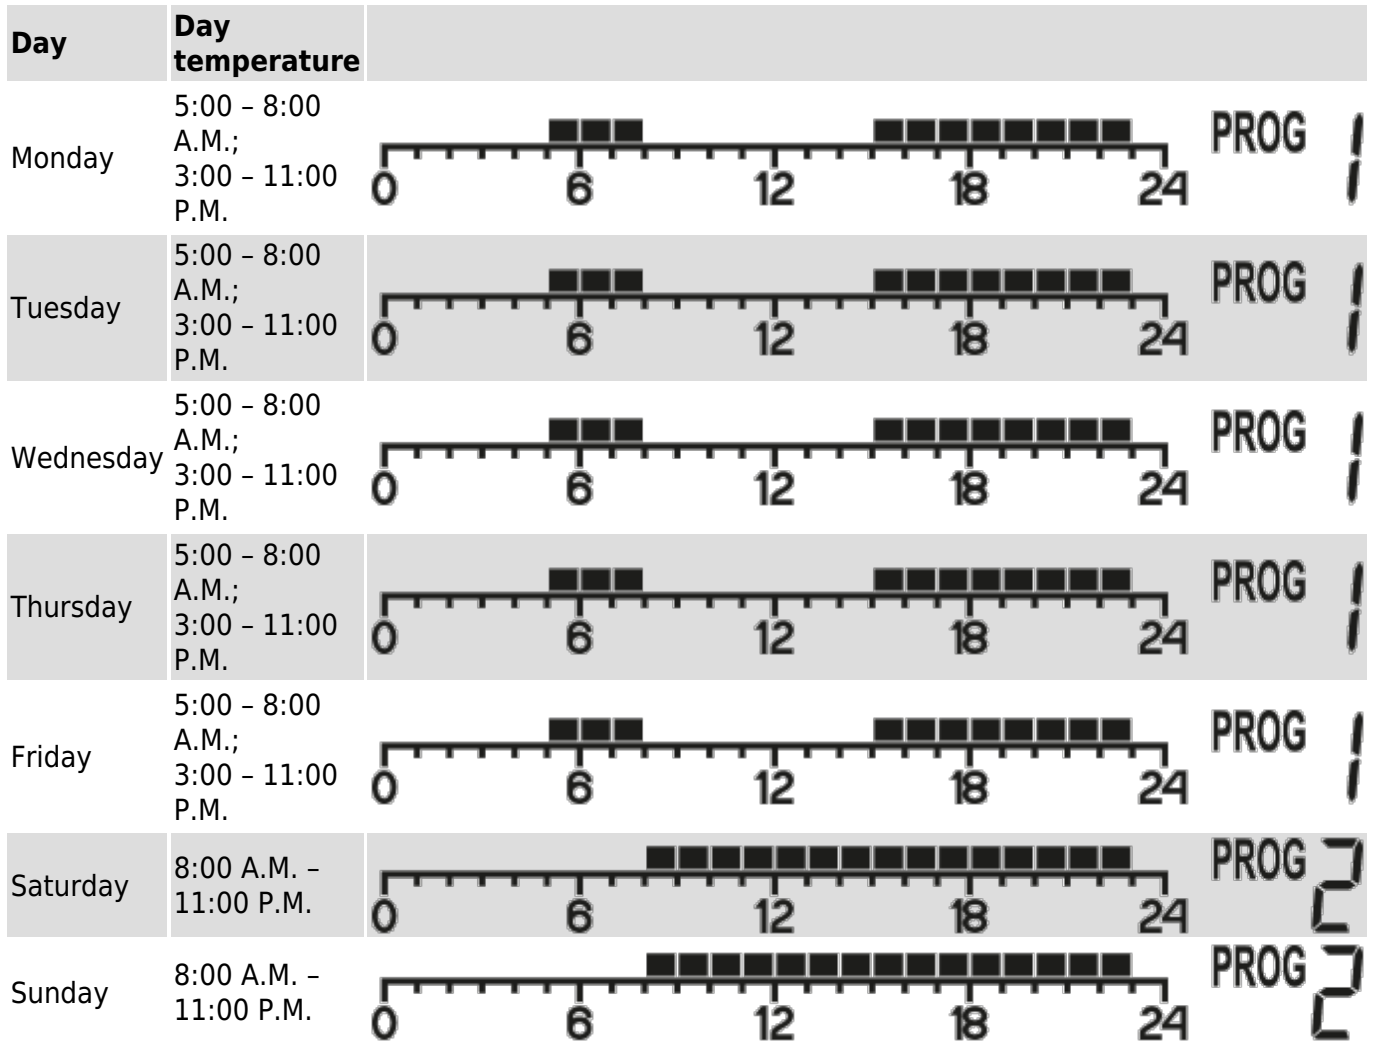 Day
Day
temperature
Monday
5:00 – 8:00
A.M.;
3:00 – 11:00
P.M.
0 6 12 18 24
PROG 1
Tuesday
5:00 – 8:00
A.M.;
3:00 – 11:00
P.M.
0 6 12 18 24
PROG 1
Wednesday
5:00 – 8:00
A.M.;
3:00 – 11:00
P.M.
0 6 12 18 24
PROG 1
Thursday
5:00 – 8:00
A.M.;
3:00 – 11:00
P.M.
0 6 12 18 24
PROG 1
Friday
5:00 – 8:00
A.M.;
3:00 – 11:00
P.M.
0 6 12 18 24
PROG 1
Saturday
8:00 A.M. –
11:00 P.M.
0 6 12 18 24
PROG 2
Sunday
8:00 A.M. –
11:00 P.M.
0 6 12 18 24
PROG 2